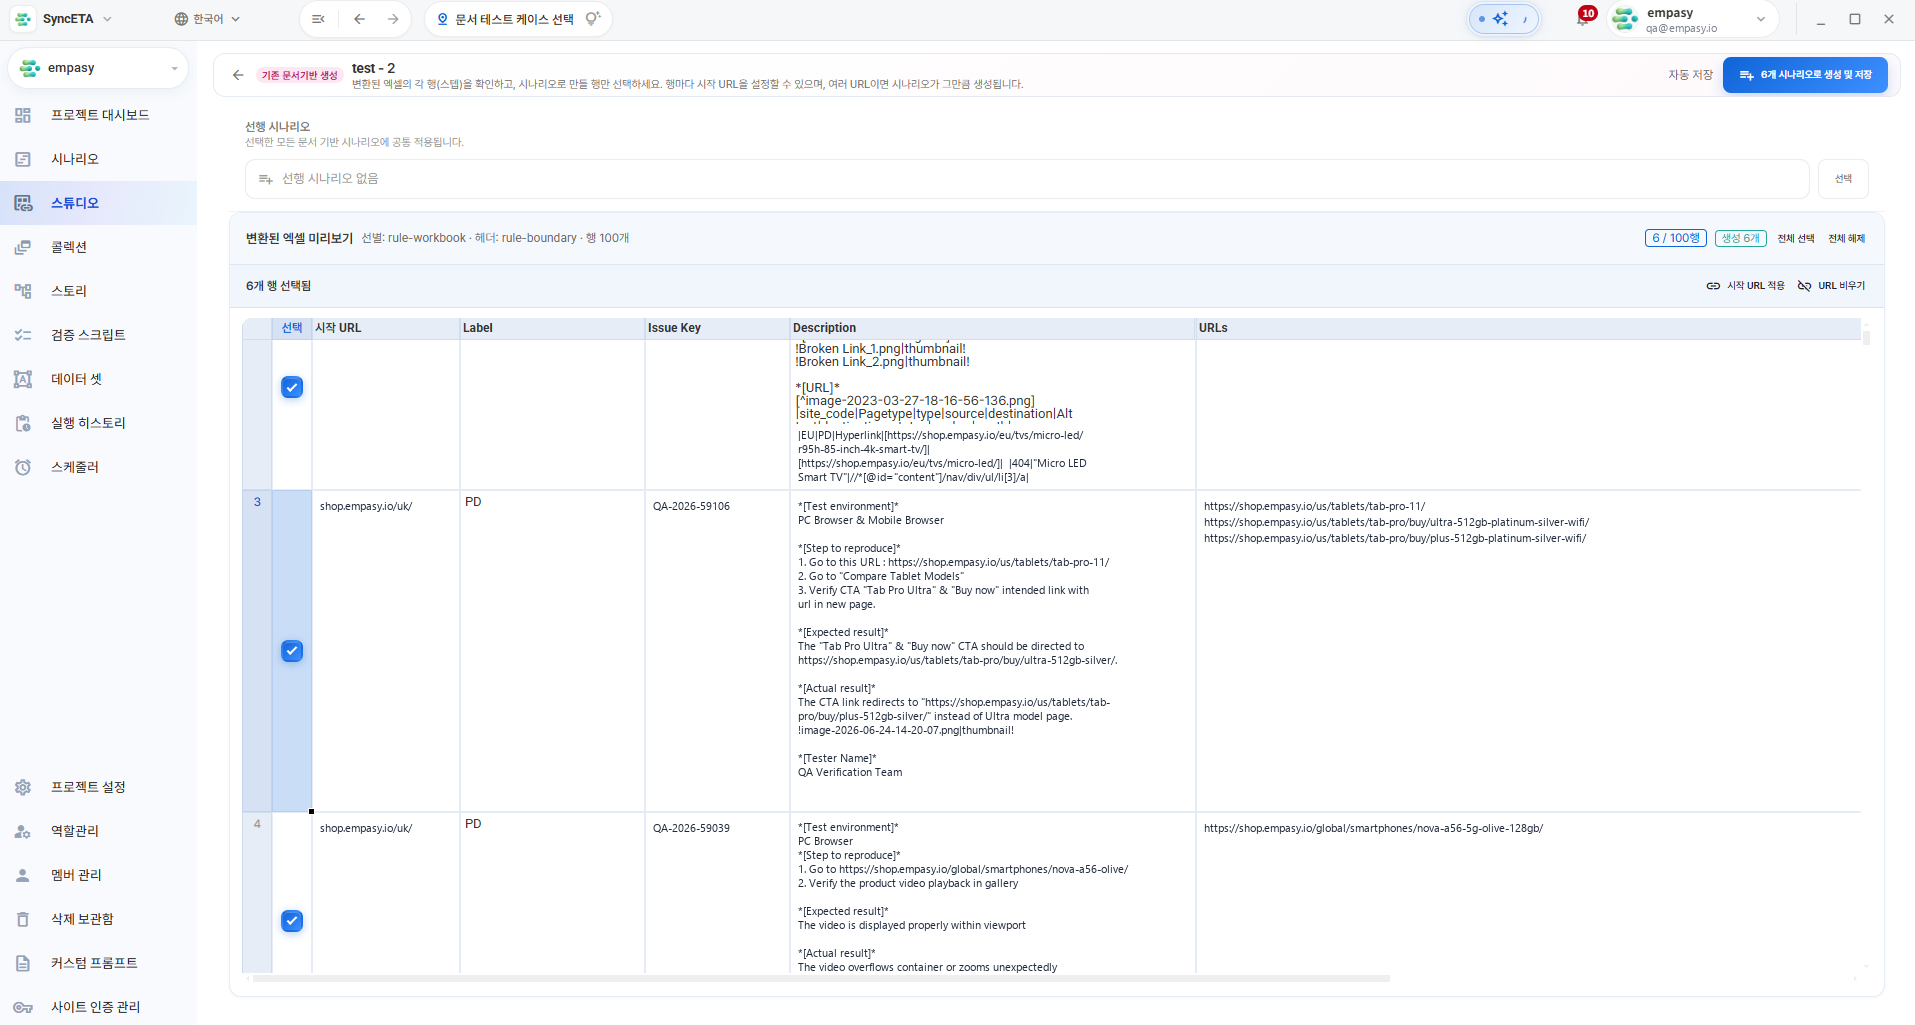 SyncETA
한국어
문서 테스트 케이스 선택
10
empasy
qa@empasy.io
empasy
프로젝트 대시보드
시나리오
스튜디오
콜렉션
스토리
검증 스크립트
데이터 셋
실행 히스토리
스케줄러
프로젝트 설정
역할관리
멤버 관리
삭제 보관함
커스텀 프롬프트
사이트 인증 관리
기존 문서기반 생성
test - 2
변환된 엑셀의 각 행(스텝)을 확인하고, 시나리오로 만들 행만 선택하세요. 행마다 시작 URL을 설정할 수 있으며, 여러 URL이면 시나리오가 그만큼 생성됩니다.
자동 저장
6개 시나리오로 생성 및 저장
선행 시나리오
선택한 모든 문서 기반 시나리오에 공통 적용됩니다.
선행 시나리오 없음
선택
변환된 엑셀 미리보기 선별: rule-workbook · 헤더: rule-boundary · 행 100개
6 / 100행
생성 6개
전체 선택
전체 해제
6개 행 선택됨
시작 URL 적용
URL 비우기
선택 시작 URL Label Issue Key Description URLs
!Broken Link_1.png|thumbnail!
!Broken Link_2.png|thumbnail!
*[URL]*
[^image-2023-03-27-18-16-56-136.png]
|site_code|Pagetype|type|source|destination|Alt
|EU|PD|Hyperlink|[https://shop.empasy.io/eu/tvs/micro-led/
r95h-85-inch-4k-smart-tv/]|
[https://shop.empasy.io/eu/tvs/micro-led/]| |404|"Micro LED
Smart TV"|//*[@id="content"]/nav/div/ul/li[3]/a|
3
shop.empasy.io/uk/
PD
QA-2026-59106
*[Test environment]*
PC Browser & Mobile Browser
*[Step to reproduce]*
1. Go to this URL : https://shop.empasy.io/us/tablets/tab-pro-11/
2. Go to "Compare Tablet Models"
3. Verify CTA "Tab Pro Ultra" & "Buy now" intended link with
url in new page.
*[Expected result]*
The "Tab Pro Ultra" & "Buy now" CTA should be directed to
https://shop.empasy.io/us/tablets/tab-pro/buy/ultra-512gb-silver/.
*[Actual result]*
The CTA link redirects to "https://shop.empasy.io/us/tablets/tab-
pro/buy/plus-512gb-silver/" instead of Ultra model page.
!image-2026-06-24-14-20-07.png|thumbnail!
*[Tester Name]*
QA Verification Team
https://shop.empasy.io/us/tablets/tab-pro-11/
https://shop.empasy.io/us/tablets/tab-pro/buy/ultra-512gb-platinum-silver-wifi/
https://shop.empasy.io/us/tablets/tab-pro/buy/plus-512gb-platinum-silver-wifi/
4
shop.empasy.io/uk/
PD
QA-2026-59039
*[Test environment]*
PC Browser
*[Step to reproduce]*
1. Go to https://shop.empasy.io/global/smartphones/nova-a56-olive/
2. Verify the product video playback in gallery
*[Expected result]*
The video is displayed properly within viewport
*[Actual result]*
The video overflows container or zooms unexpectedly
https://shop.empasy.io/global/smartphones/nova-a56-5g-olive-128gb/